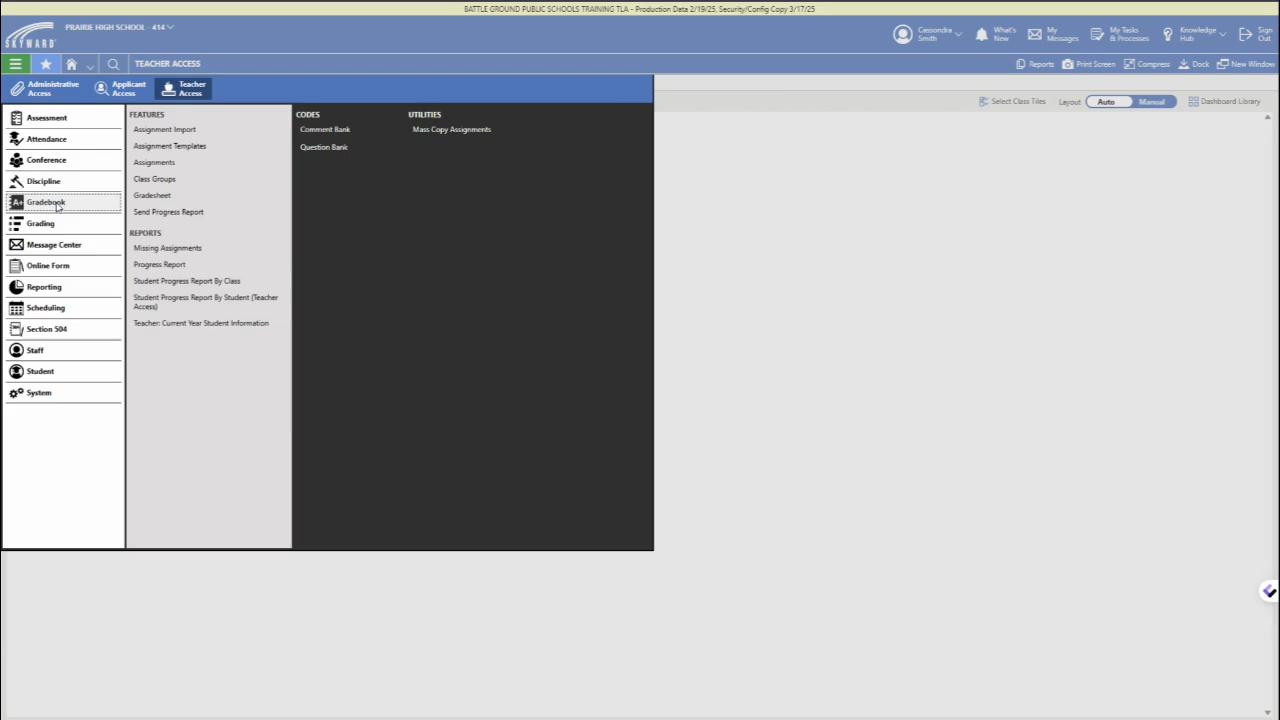 BATTLE GROUND PUBLIC SCHOOLS TRAINING TLA - Production Data 2/19/25, Security/Config Copy 3/17/25
SKYWARD
PRAIRIE HIGH SCHOOL - 414
Cassondra
Smith
What's
New
My
Messages
My Tasks
& Processes
Knowledge
Hub
Sign
Out
TEACHER ACCESS
Reports
Print Screen
Compress
Dock
New Window
Administrative
Access
Applicant
Access
Teacher
Access
Select Class Tiles
Layout
Auto
Manual
Dashboard Library
Assessment
Attendance
Conference
Discipline
A+
Gradebook
Grading
Message Center
Online Form
Reporting
Scheduling
Section 504
Staff
Student
System
FEATURES
Assignment Import
Assignment Templates
Assignments
Class Groups
Gradesheet
Send Progress Report
REPORTS
Missing Assignments
Progress Report
Student Progress Report By Class
Student Progress Report By Student (Teacher
Access)
Teacher: Current Year Student Information
CODES
Comment Bank
Question Bank
UTILITIES
Mass Copy Assignments